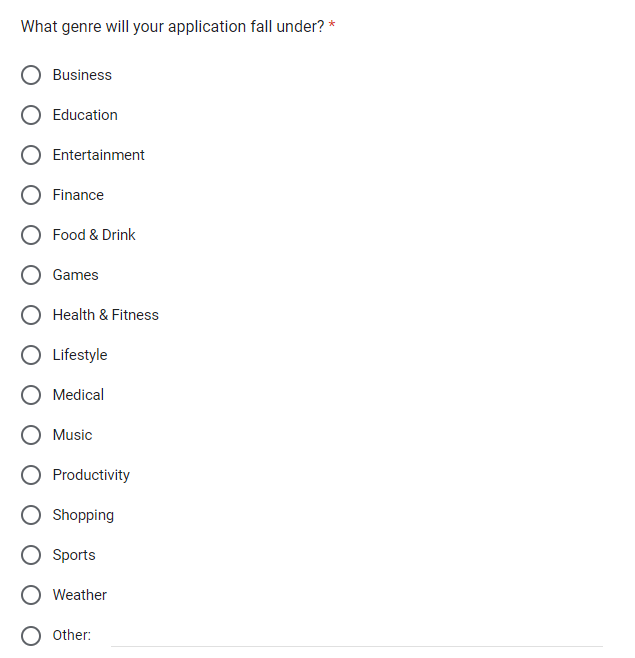 What genre will your application fall under? *
Business
Education
Entertainment
Finance
Food & Drink
Games
Health & Fitness
Lifestyle
Medical
Music
Productivity
Shopping
Sports
Weather
Other: